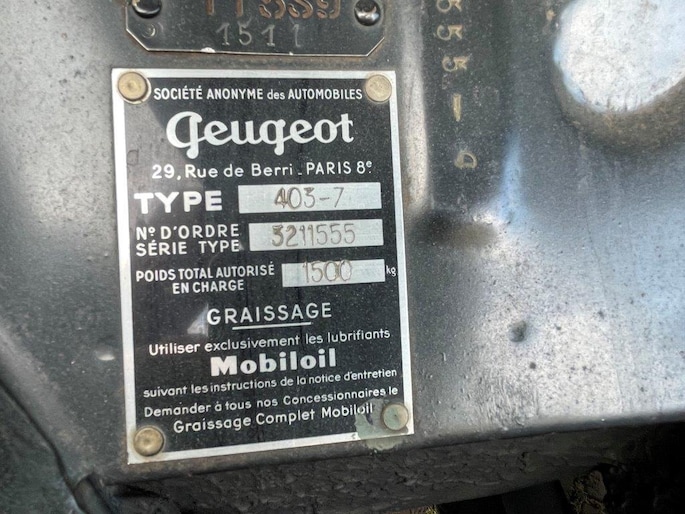 1511
SOCIÉTÉ ANONYME des AUTOMOBILES
Peugeot
29, Rue de Berri - PARIS 8e
TYPE 403-7
No D'ORDRE
SÉRIE TYPE 3211555
POIDS TOTAL AUTORISÉ
EN CHARGE 1500 kg
GRAISSAGE
Utiliser exclusivement les lubrifiants
Mobiloil
suivant les instructions de la notice d'entretien
Demander à tous nos Concessionnaires le
Graissage Complet Mobiloil